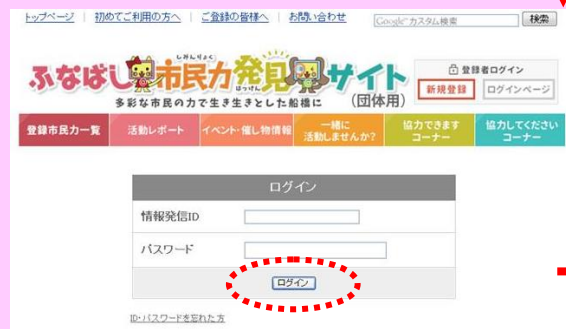 トップページ | 初めてご利用の方へ | ご登録の皆様へ | お問い合わせ
Google™カスタム検索 検索
ふなばし市民力発見サイト
しみんりょく
はっけん
多彩な市民の力で生き生きとした船橋に (団体用)
登録者ログイン
新規登録 ログインページ
登録市民力一覧
活動レポート
イベント・催し物情報
一緒に
活動しませんか?
協力できます
コーナー
協力してください
コーナー
ログイン
情報発信ID
パスワード
ログイン
ID・パスワードを忘れた方